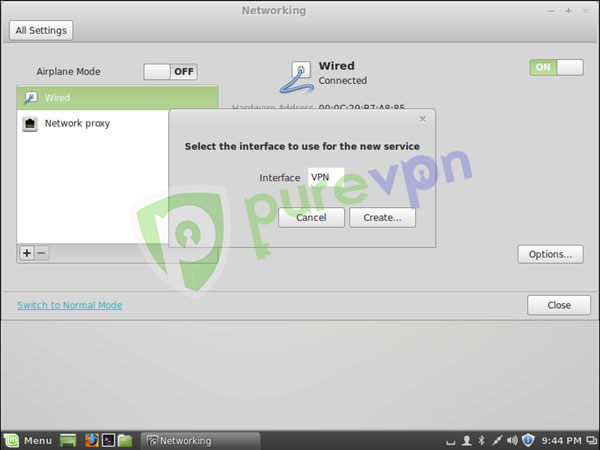 Networking
All Settings
Airplane Mode
OFF
Wired
Connected
ON
Wired
Hardware Address 00:0C:29:B7:A8:85
Network proxy
Select the interface to use for the new service
Interface VPN
purevpn
Cancel
Create...
Options...
Switch to Normal Mode
Close
Menu
Networking
9:44 PM